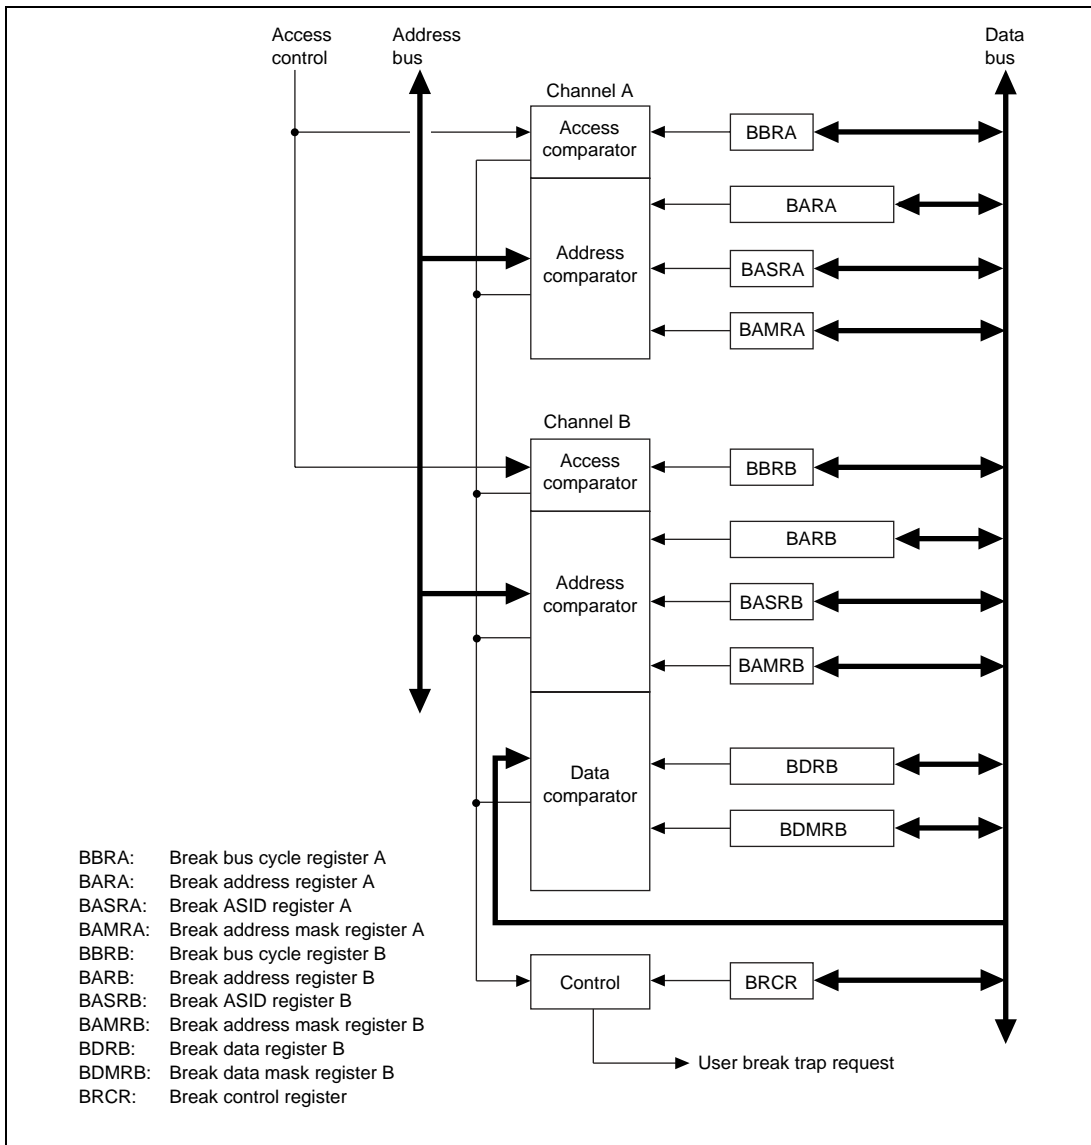 Access control
Address bus
Data bus
Channel A
Access comparator
BBRA
BARA
Address comparator
BASRA
BAMRA
Channel B
Access comparator
BBRB
BARB
Address comparator
BASRB
BAMRB
Data comparator
BDRB
BDMRB
Control
BRCR
User break trap request
BBRA: Break bus cycle register A
BARA: Break address register A
BASRA: Break ASID register A
BAMRA: Break address mask register A
BBRB: Break bus cycle register B
BARB: Break address register B
BASRB: Break ASID register B
BAMRB: Break address mask register B
BDRB: Break data register B
BDMRB: Break data mask register B
BRCR: Break control register